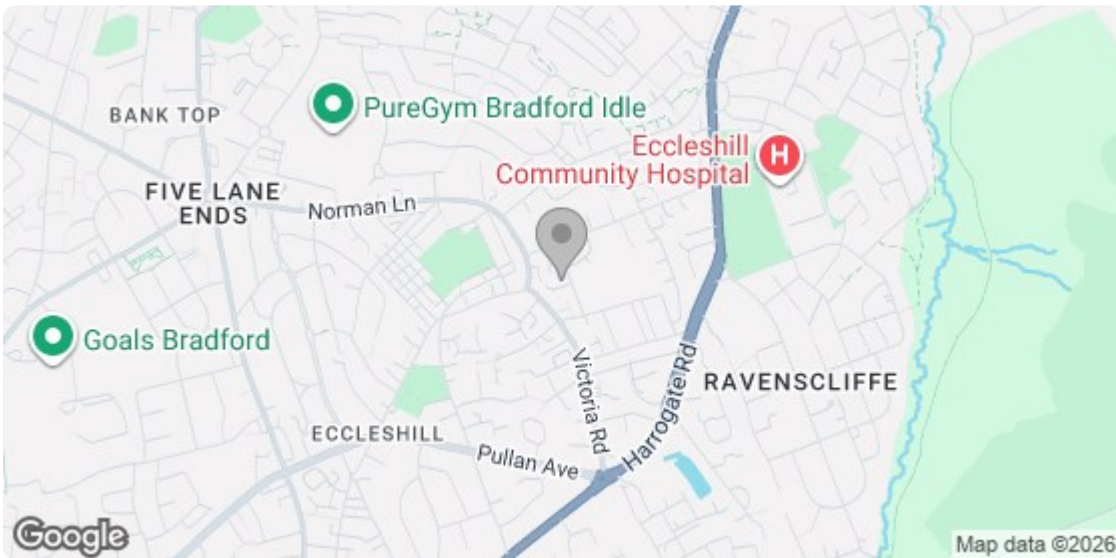 BANK TOP
PureGym Bradford Idle
Eccleshill
Community Hospital
H
FIVE LANE
ENDS
Norman Ln
Goals Bradford
Victoria Rd
Harrogate Rd
RAVENSCLIFFE
ECCLESHILL
Pullan Ave
Google
Map data ©2026